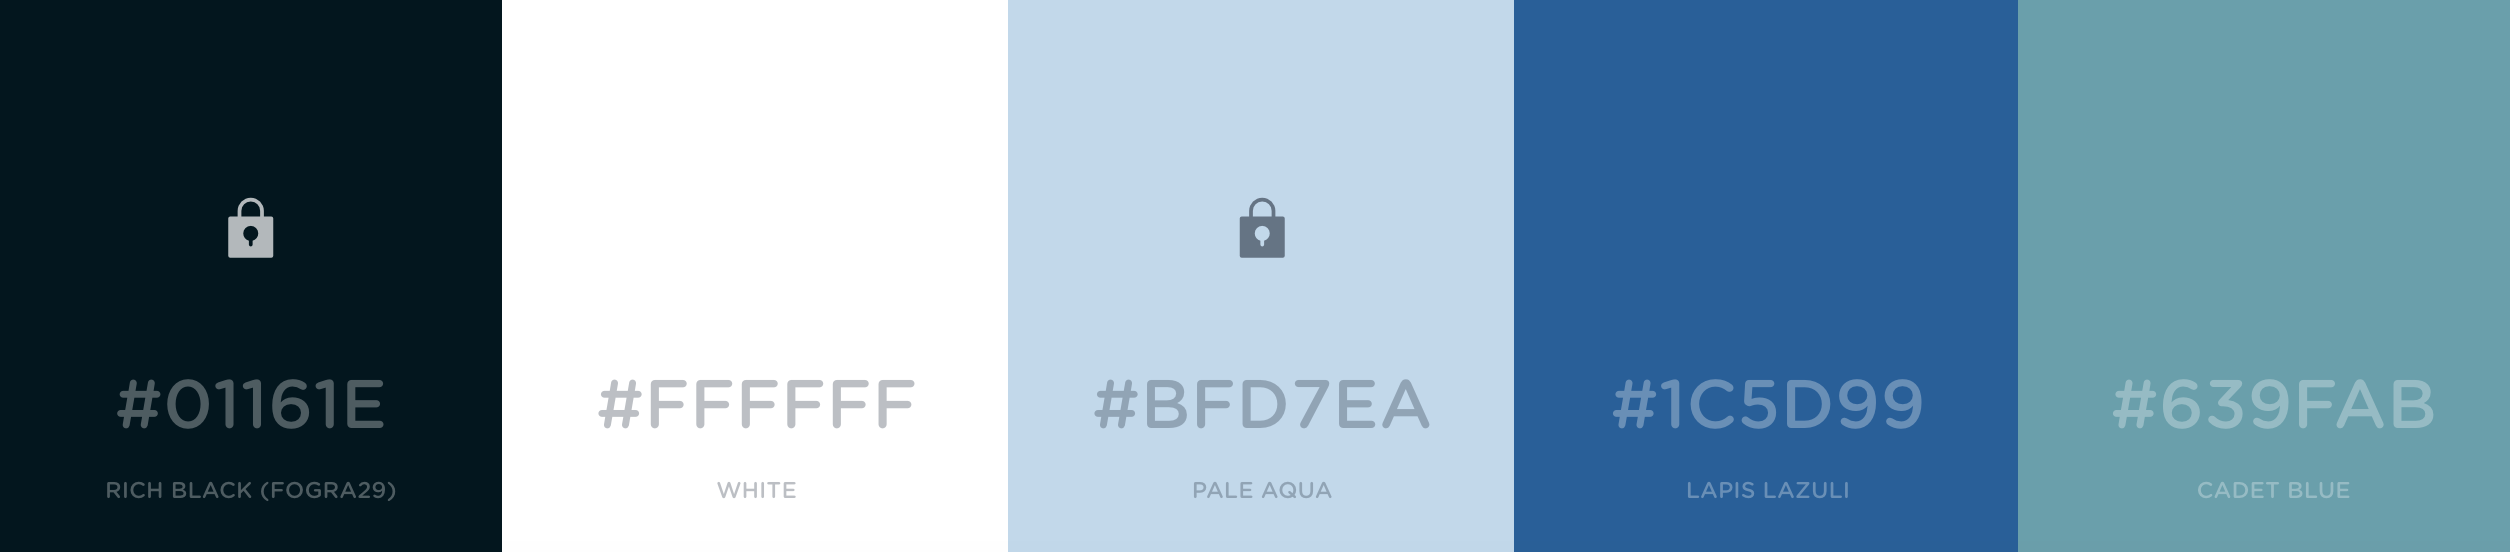 #01161E
RICH BLACK (FOGRA29)
#FFFFFF
WHITE
#BFD7EA
PALE AQUA
#1C5D99
LAPIS LAZULI
#639FAB
CADET BLUE